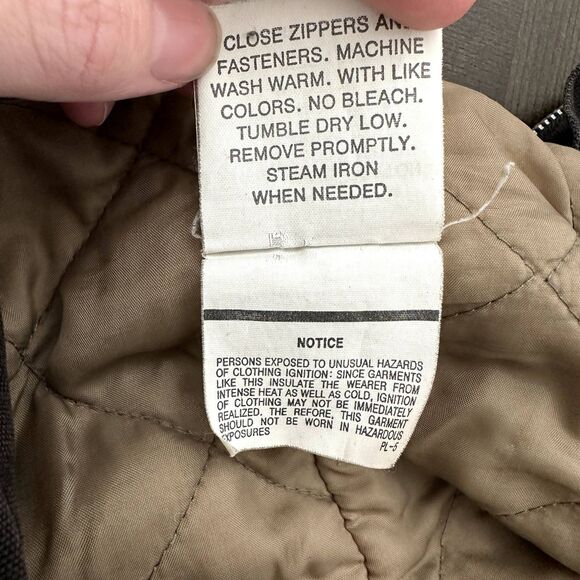 CLOSE ZIPPERS AND
FASTENERS. MACHINE
WASH WARM. WITH LIKE
COLORS. NO BLEACH.
TUMBLE DRY LOW.
REMOVE PROMPTLY.
STEAM IRON
WHEN NEEDED.
NOTICE
PERSONS EXPOSED TO UNUSUAL HAZARDS
OF CLOTHING IGNITION: SINCE GARMENTS
LIKE THIS INSULATE THE WEARER FROM
INTENSE HEAT AS WELL AS COLD, IGNITION
OF CLOTHING MAY NOT BE IMMEDIATELY
REALIZED. THE REFORE, THIS GARMENT
SHOULD NOT BE WORN IN HAZARDOUS
EXPOSURES
PL-5